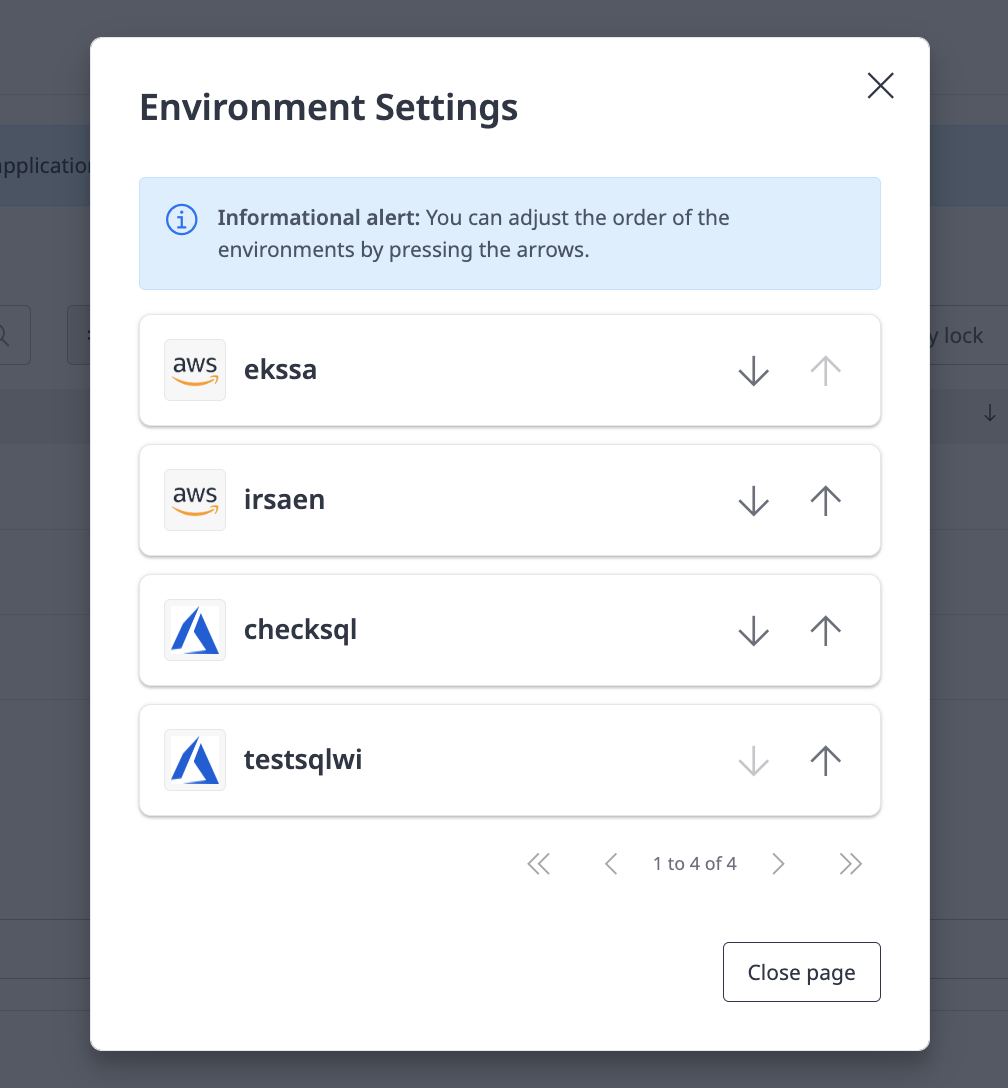 Environment Settings
Informational alert: You can adjust the order of the
environments by pressing the arrows.
aws
ekssa
aws
irsaen
checksql
testsqlwi
1 to 4 of 4
Close page
lock